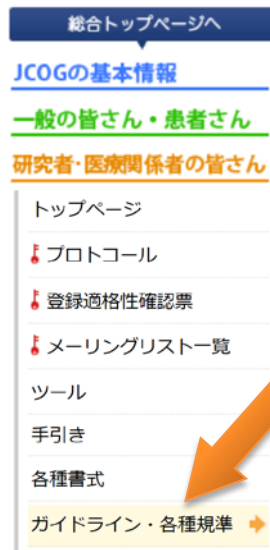 総合トップページへ
JCOGの基本情報
一般の皆さん・患者さん
研究者･医療関係者の皆さん
トップページ
プロトコール
登録適格性確認票
メーリングリスト一覧
ツール
手引き
各種書式
ガイドライン・各種規準